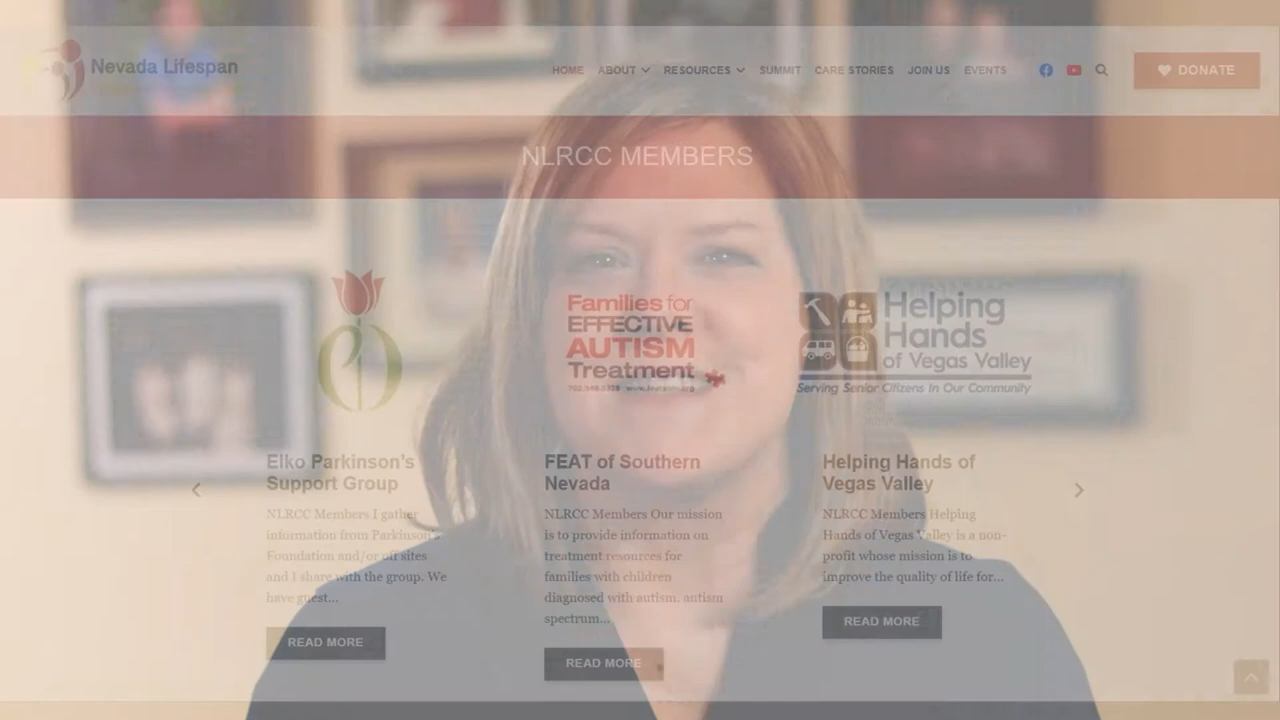 Nevada Lifespan
HOME ABOUT RESOURCES SUMMIT CARE STORIES JOIN US EVENTS DONATE
NLRCC MEMBERS
Families for
EFFECTIVE
AUTISM
Treatment
Helping
Hands
of Vegas Valley
Serving Senior Citizens In Our Community
Elko Parkinson's
Support Group
NLRCC Members I gather
information from Parkinson's
Foundation and/or
sites
and I share with the group. We
have guest...
READ MORE
FEAT of Southern
Nevada
NLRCC Members Our mission
is to provide information on
treatment resources for
families with children
diagnosed with autism, autism
spectrum...
READ MORE
Helping Hands of
Vegas Valley
NLRCC Members Helping
Hands of Vegas Valley is a non-
profit whose mission is to
improve the quality of life for...
READ MORE